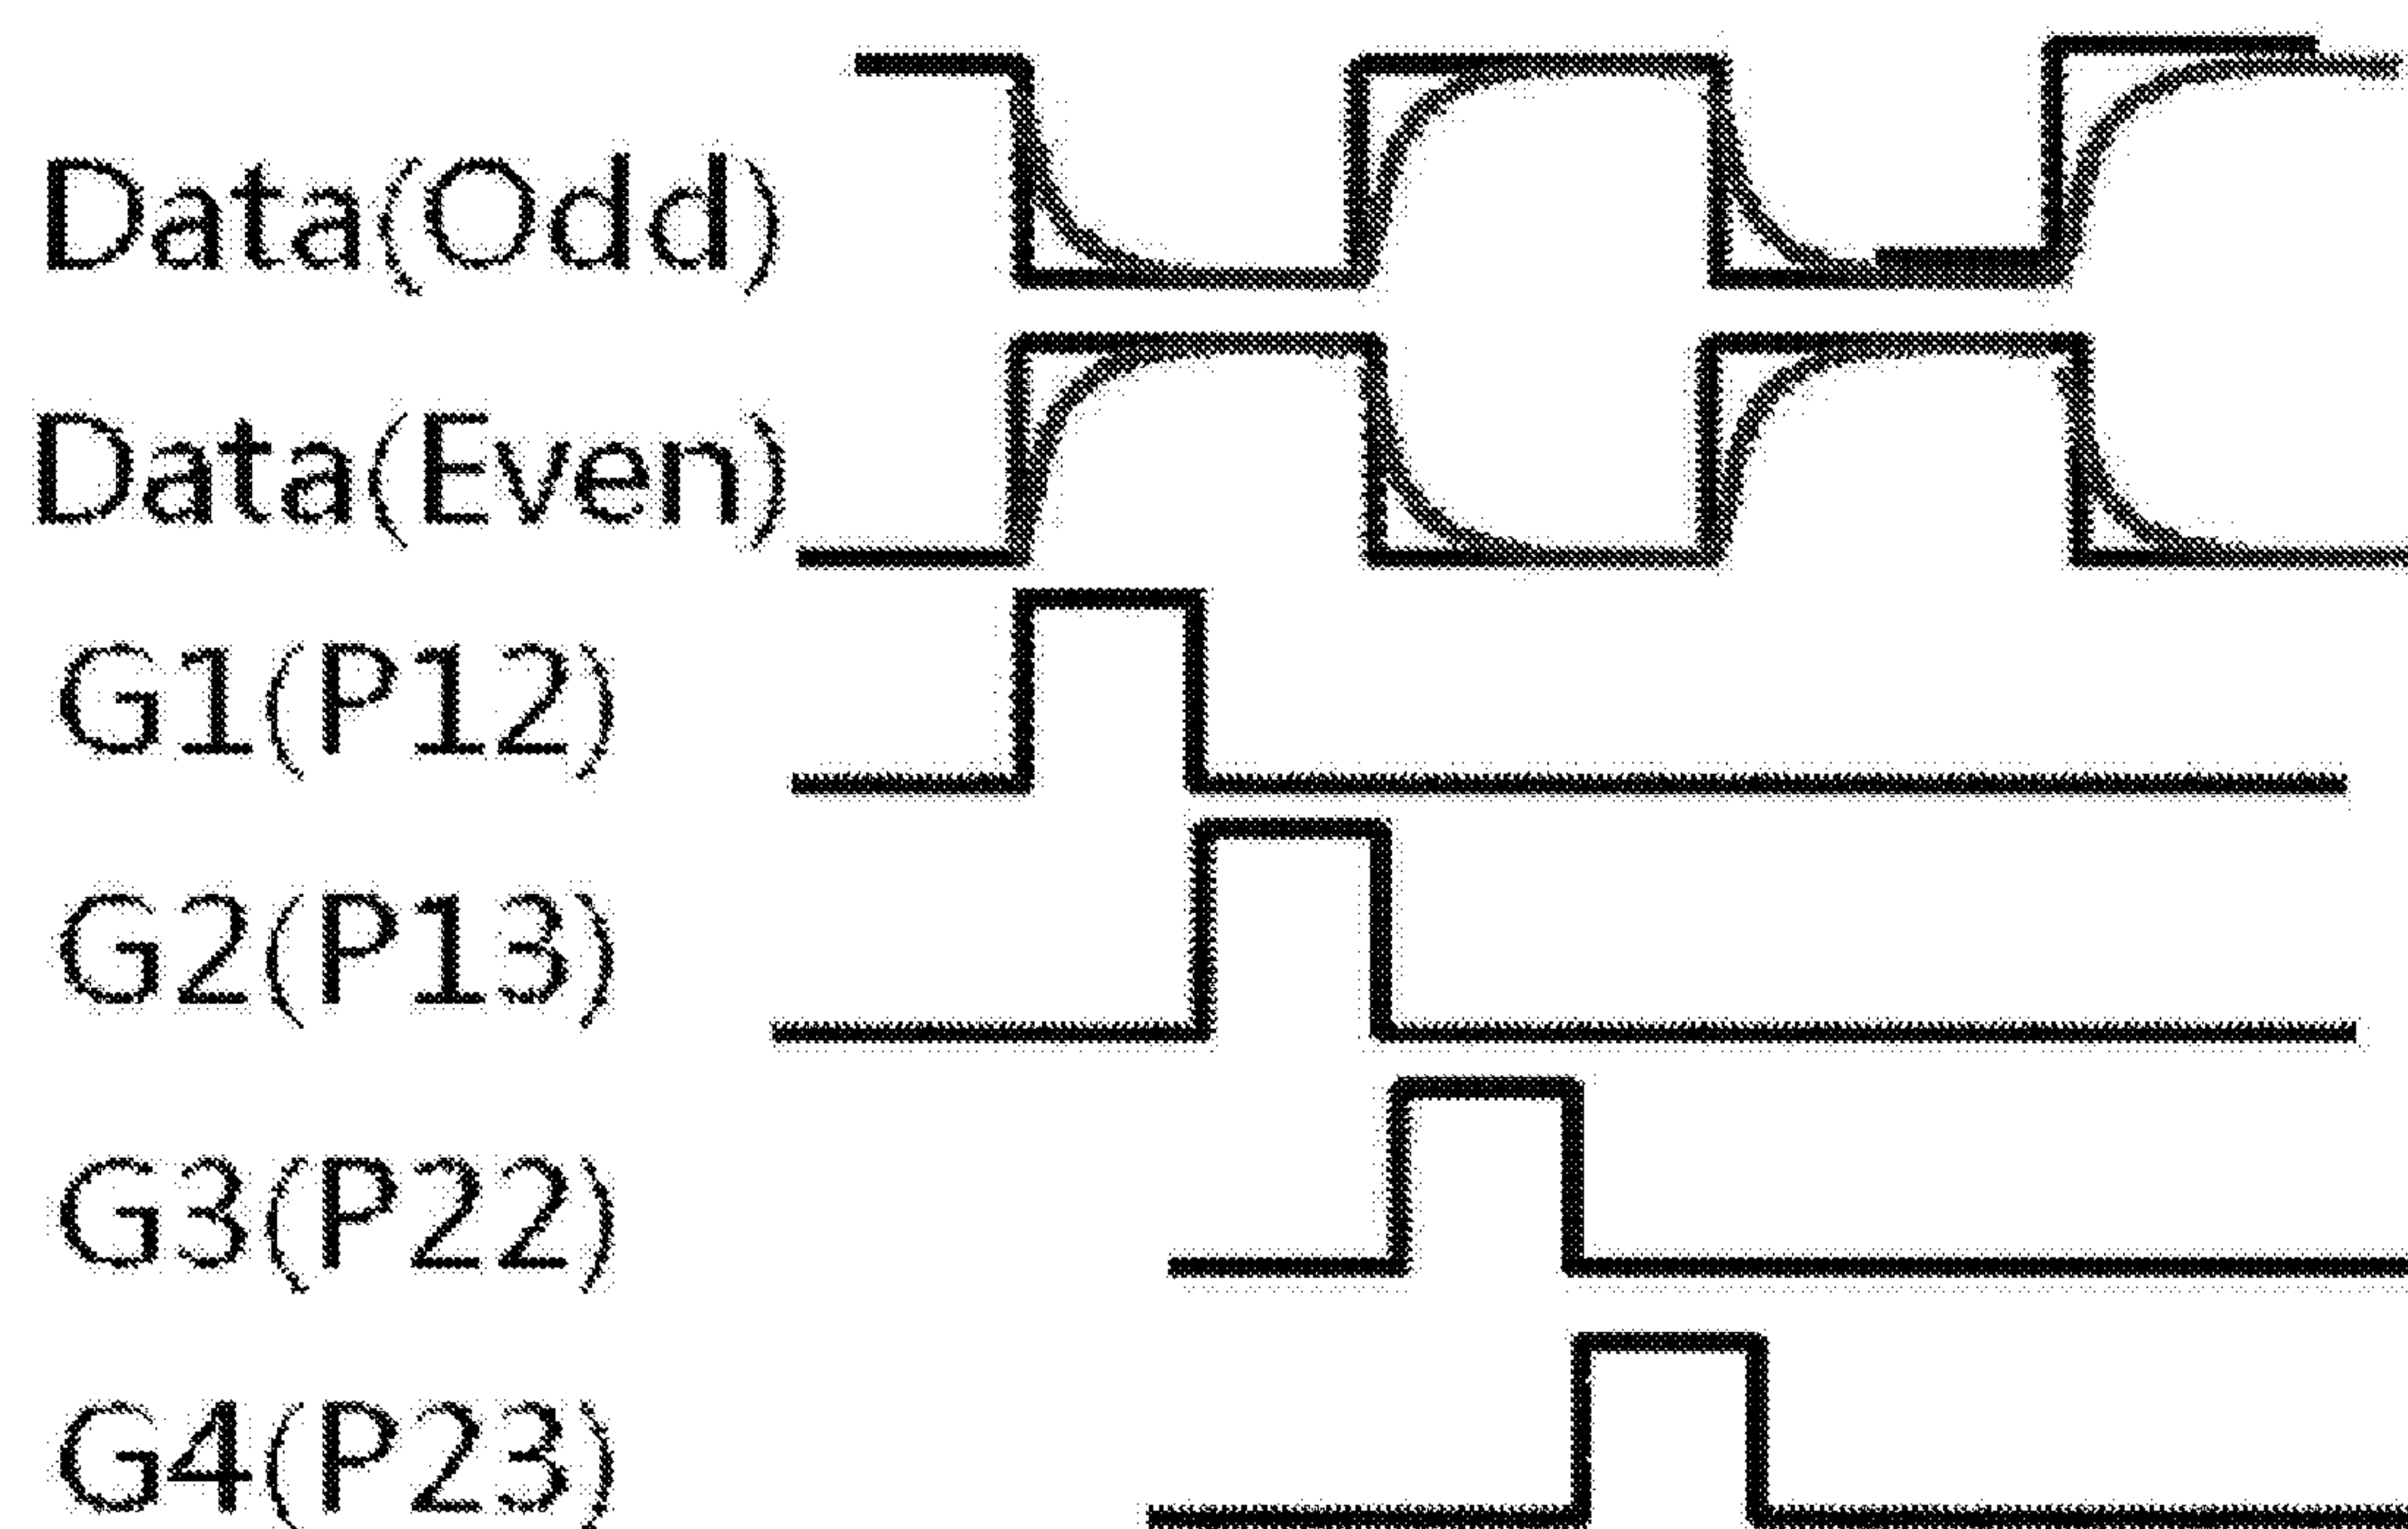 Data(Odd)
Data(Even)
G1(P12)
G2(P13)
G3(P22)
G4(P23)